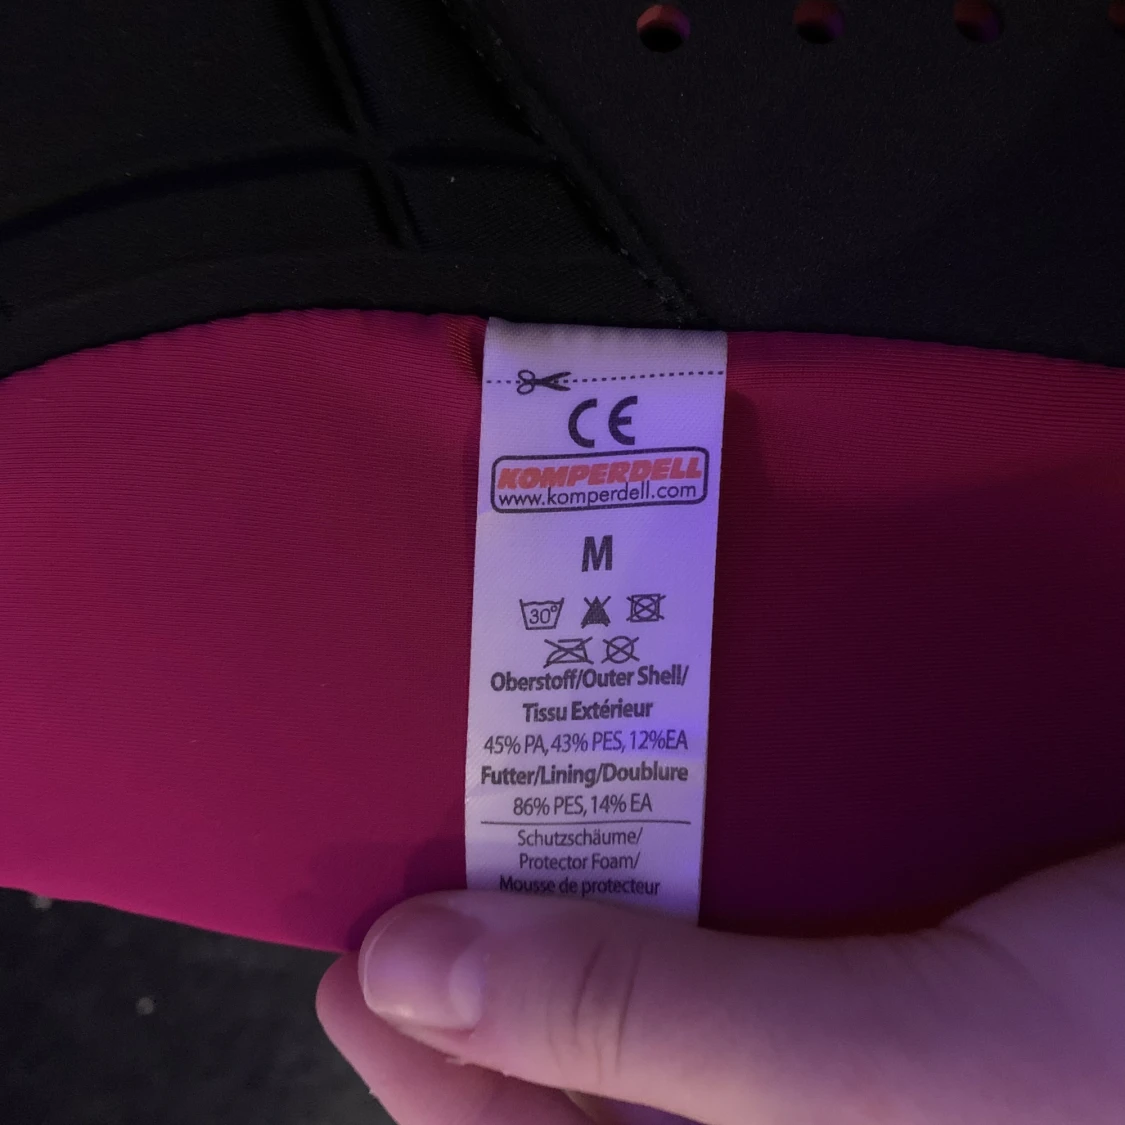 CE
KOMPERDELL
www.komperdell.com
M
30°
Oberstoff/Outer Shell/
Tissu Extérieur
45% PA, 43% PES, 12%EA
Futter/Lining/Doublure
86% PES, 14% EA
Schutzschäume/
Protector Foam/
Mousse de protecteur